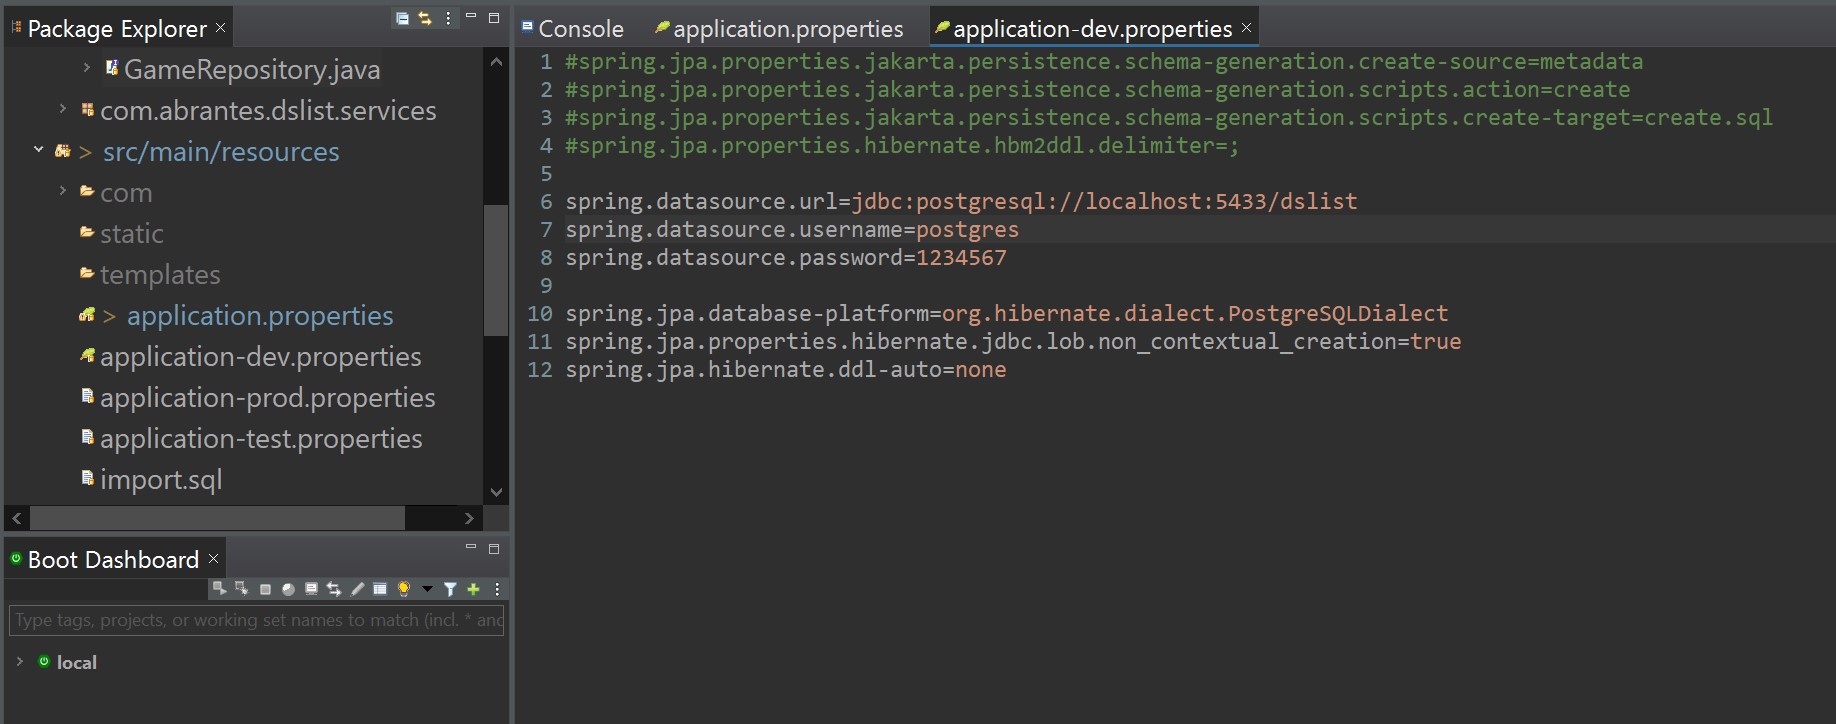 Package Explorer
GameRepository.java
com.abrantes.dslist.services
> src/main/resources
com
static
templates
> application.properties
application-dev.properties
application-prod.properties
application-test.properties
import.sql
Boot Dashboard
Type tags, projects, or working set names to match (incl. * and
local
Console
application.properties
application-dev.properties
1 #spring.jpa.properties.jakarta.persistence.schema-generation.create-source=metadata
2 #spring.jpa.properties.jakarta.persistence.schema-generation.scripts.action=create
3 #spring.jpa.properties.jakarta.persistence.schema-generation.scripts.create-target=create.sql
4 #spring.jpa.properties.hibernate.hbm2ddl.delimiter=;
5
6 spring.datasource.url=jdbc:postgresql://localhost:5433/dslist
7 spring.datasource.username=postgres
8 spring.datasource.password=1234567
9
10 spring.jpa.database-platform=org.hibernate.dialect.PostgreSQLDialect
11 spring.jpa.properties.hibernate.jdbc.lob.non_contextual_creation=true
12 spring.jpa.hibernate.ddl-auto=none